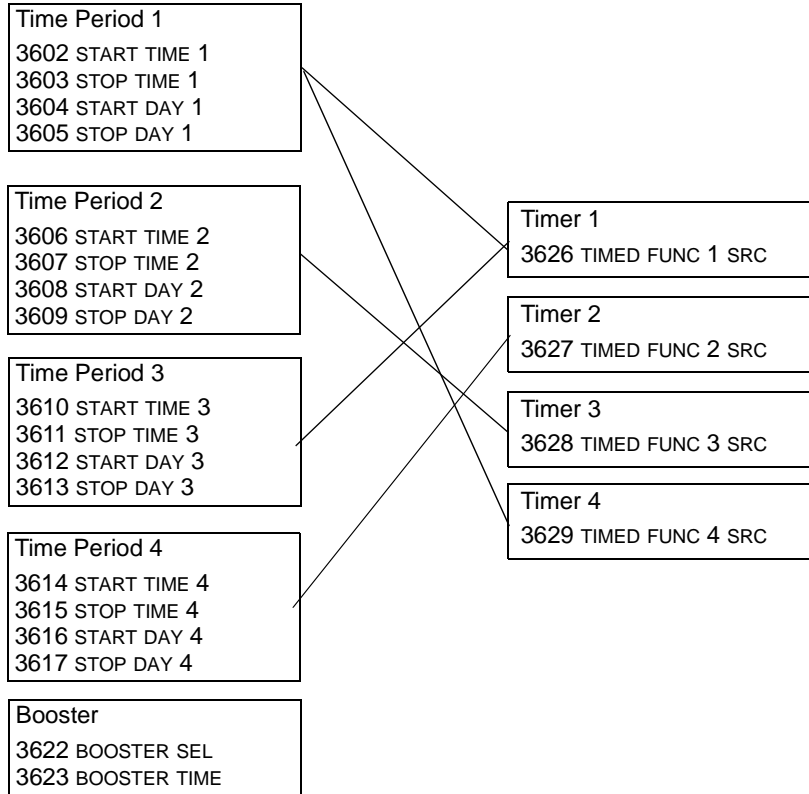 Time Period 1
3602 START TIME 1
3603 STOP TIME 1
3604 START DAY 1
3605 STOP DAY 1
Time Period 2
3606 START TIME 2
3607 STOP TIME 2
3608 START DAY 2
3609 STOP DAY 2
Time Period 3
3610 START TIME 3
3611 STOP TIME 3
3612 START DAY 3
3613 STOP DAY 3
Time Period 4
3614 START TIME 4
3615 STOP TIME 4
3616 START DAY 4
3617 STOP DAY 4
Booster
3622 BOOSTER SEL
3623 BOOSTER TIME
Timer 1
3626 TIMED FUNC 1 SRC
Timer 2
3627 TIMED FUNC 2 SRC
Timer 3
3628 TIMED FUNC 3 SRC
Timer 4
3629 TIMED FUNC 4 SRC